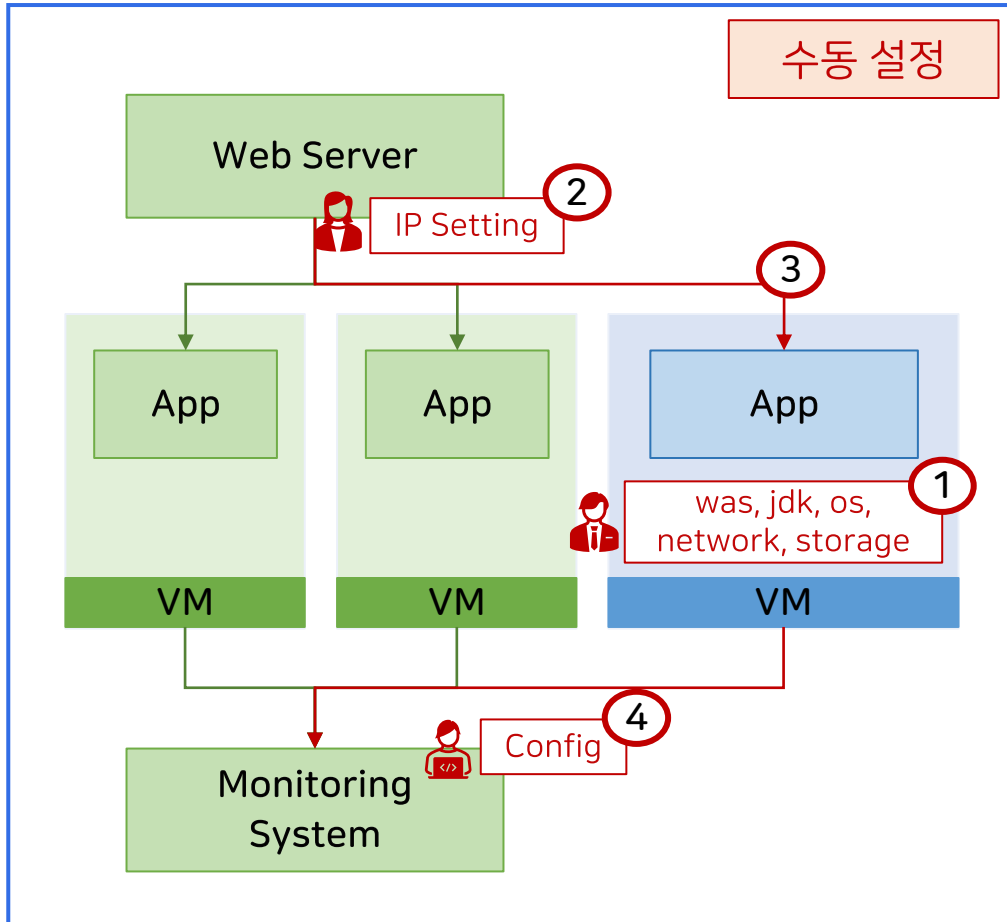 수동 설정
Web Server
2
IP Setting
3
App
App
App
1
was, jdk, os,
network, storage
VM
VM
VM
4
Config
</>
Monitoring
System